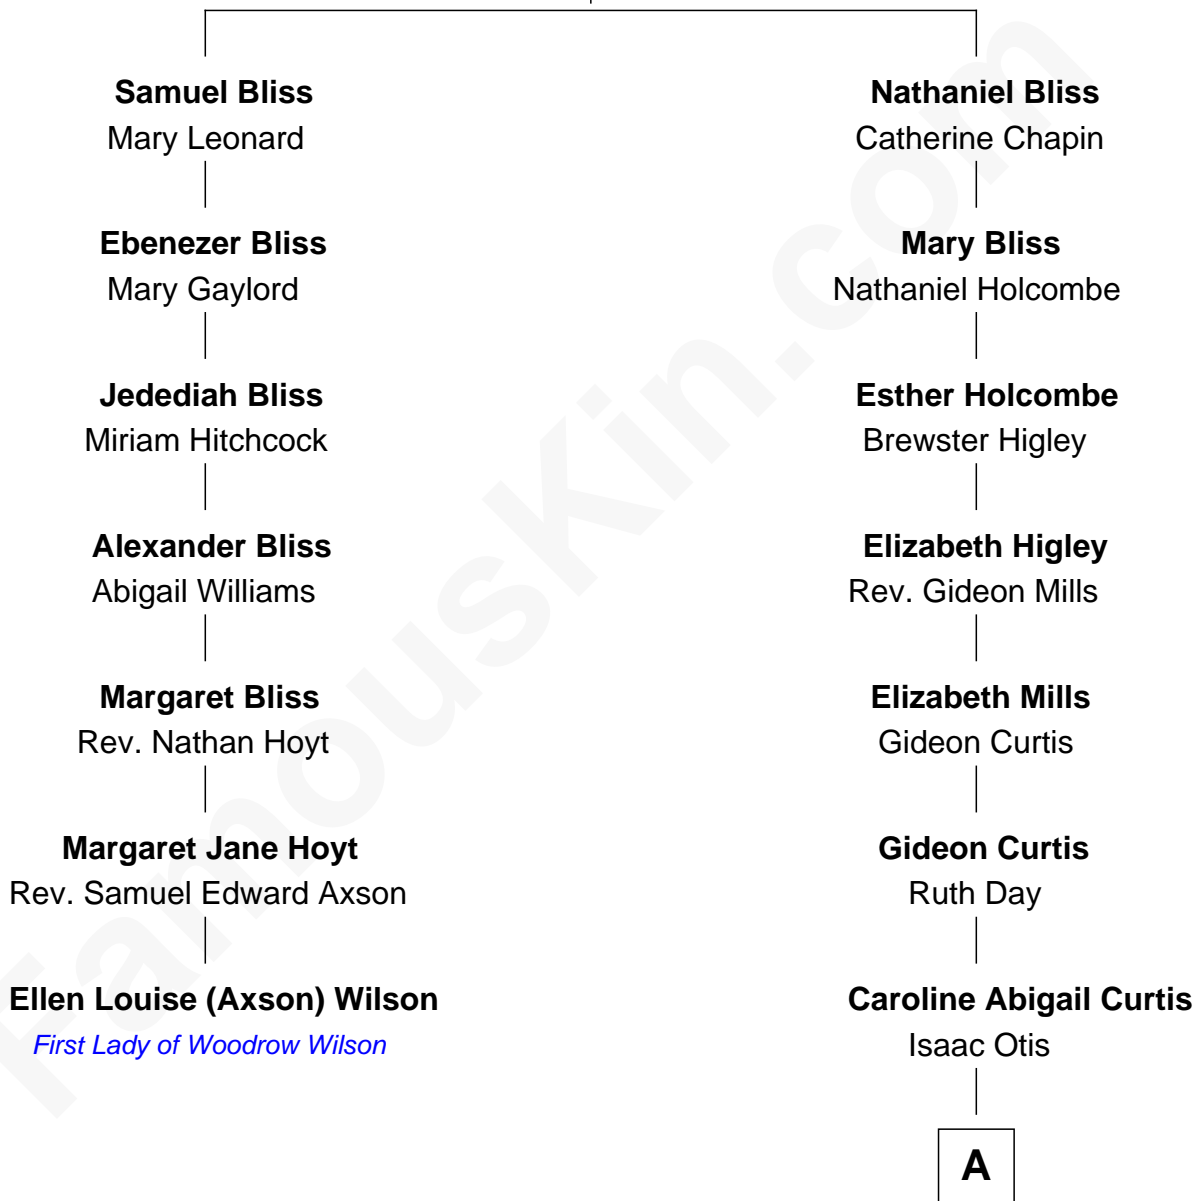 Samuel Bliss
Mary Leonard
Nathaniel Bliss
Catherine Chapin
Ebenezer Bliss
Mary Gaylord
Mary Bliss
Nathaniel Holcombe
Jedediah Bliss
Miriam Hitchcock
Esther Holcombe
Brewster Higley
Alexander Bliss
Abigail Williams
Elizabeth Higley
Rev. Gideon Mills
Margaret Bliss
Rev. Nathan Hoyt
Elizabeth Mills
Gideon Curtis
Margaret Jane Hoyt
Rev. Samuel Edward Axson
Gideon Curtis
Ruth Day
Ellen Louise (Axson) Wilson
First Lady of Woodrow Wilson
Caroline Abigail Curtis
Isaac Otis
A
FamousKin.com